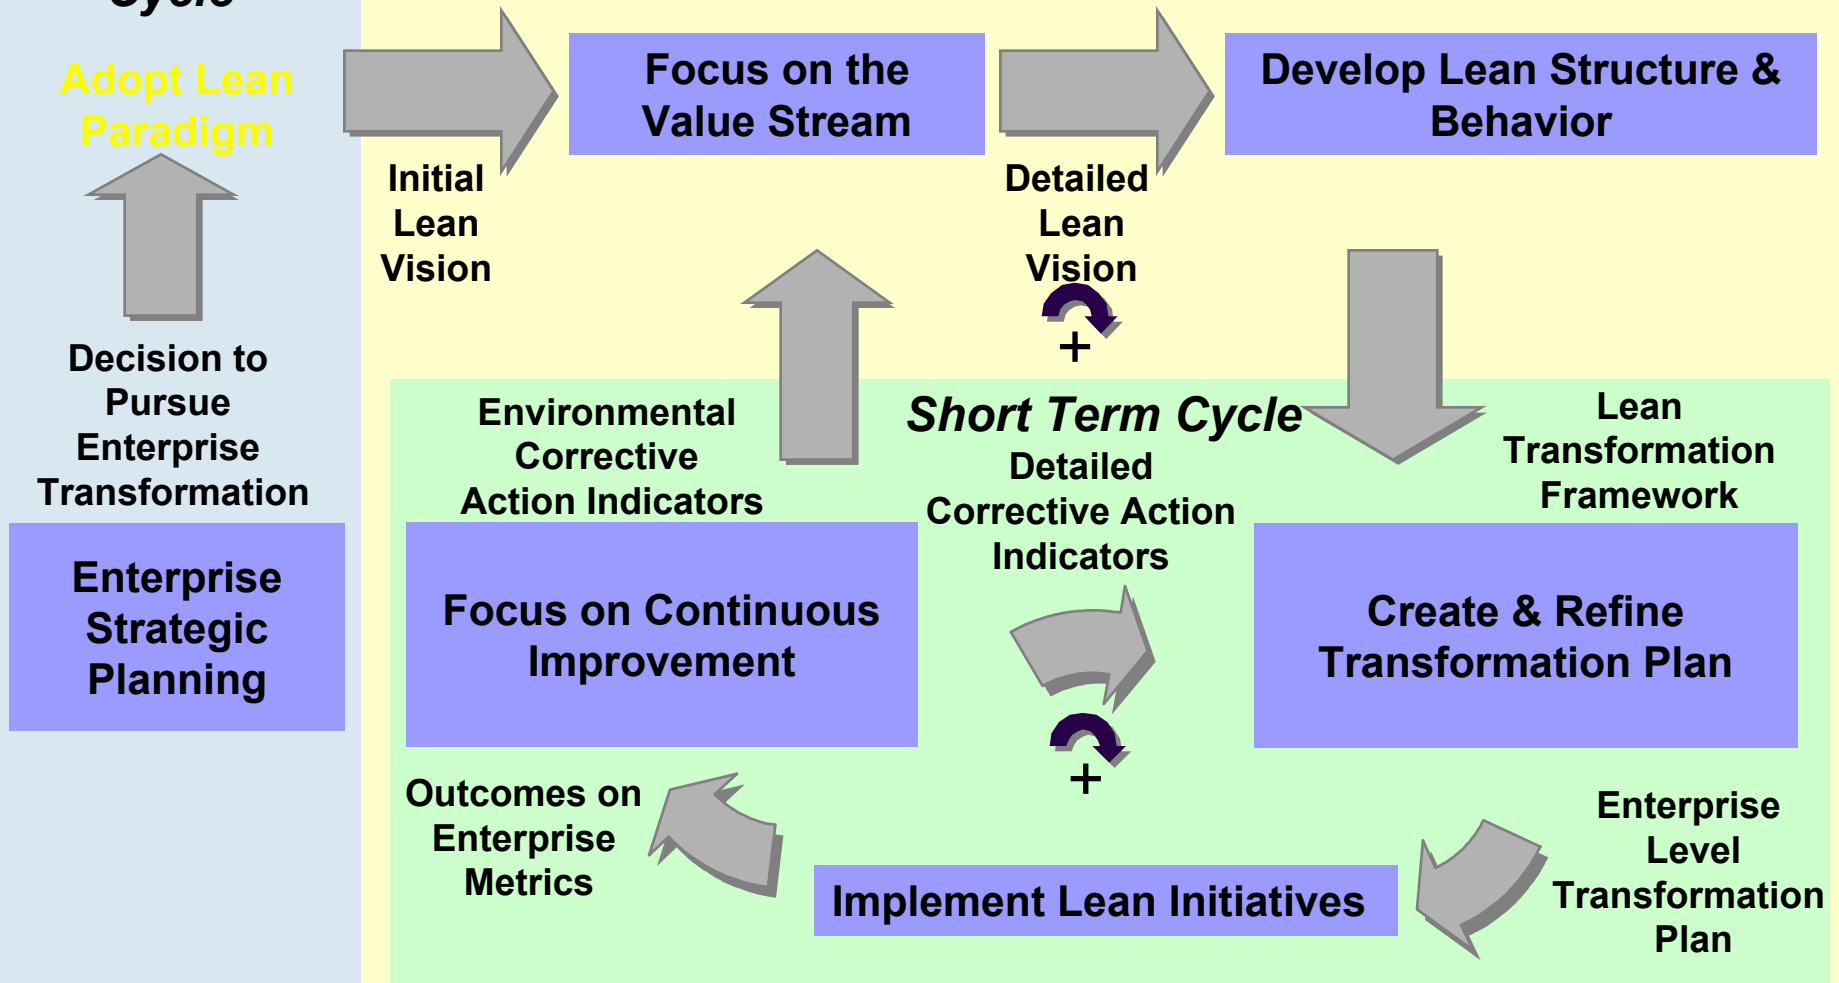 Cycle
Adopt Lean
Paradigm
Focus on the
Value Stream
Develop Lean Structure &
Behavior
Initial
Lean
Vision
Detailed
Lean
Vision
+
Decision to
Pursue
Enterprise
Transformation
Environmental
Corrective
Action Indicators
Short Term Cycle
Detailed
Corrective Action
Indicators
Lean
Transformation
Framework
Enterprise
Strategic
Planning
Focus on Continuous
Improvement
Create & Refine
Transformation Plan
+
Outcomes on
Enterprise
Metrics
Implement Lean Initiatives
Enterprise
Level
Transformation
Plan